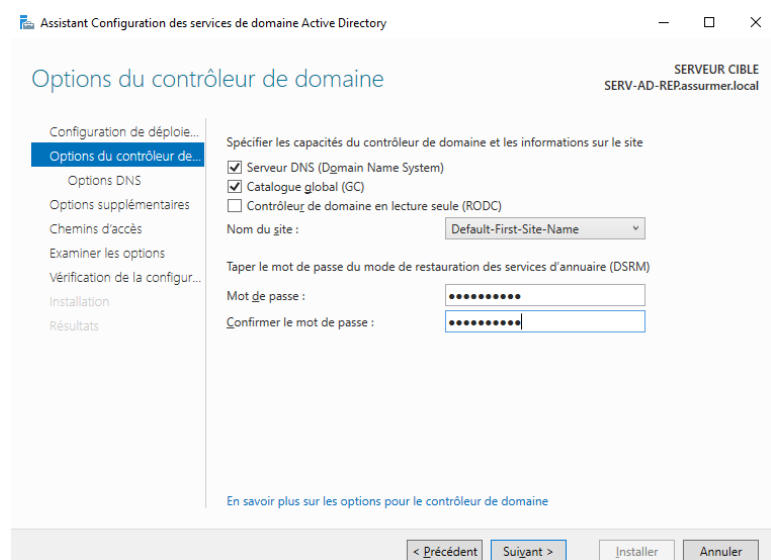 Assistant Configuration des services de domaine Active Directory
Options du contrôleur de domaine
SERVEUR CIBLE
SERV-AD-REP.assurmer.local
Configuration de déploie...
Options du contrôleur de...
Options DNS
Options supplémentaires
Chemins d'accès
Examiner les options
Vérification de la configur...
Installation
Résultats
Spécifier les capacités du contrôleur de domaine et les informations sur le site
Serveur DNS (Domain Name System)
Catalogue global (GC)
Contrôleur de domaine en lecture seule (RODC)
Nom du site :
Default-First-Site-Name
Taper le mot de passe du mode de restauration des services d'annuaire (DSRM)
Mot de passe :
●●●●●●●●●●
Confirmer le mot de passe :
●●●●●●●●●●
En savoir plus sur les options pour le contrôleur de domaine
< Précédent
Suivant >
Installer
Annuler